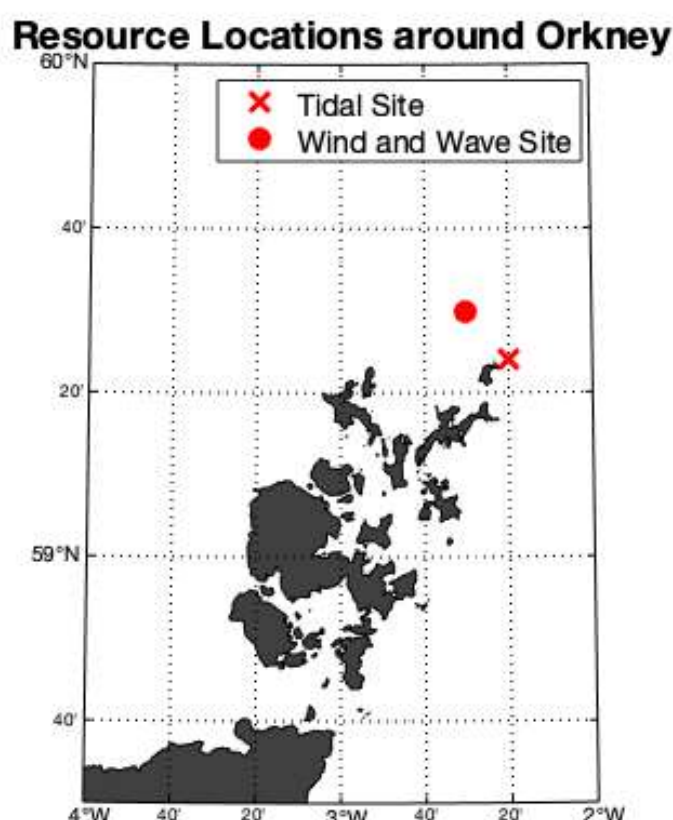 Resource Locations around Orkney
60°N
Tidal Site
Wind and Wave Site
40'
20'
59°N
40'
4°W 40' 20' 3°W 40' 20' 2°W